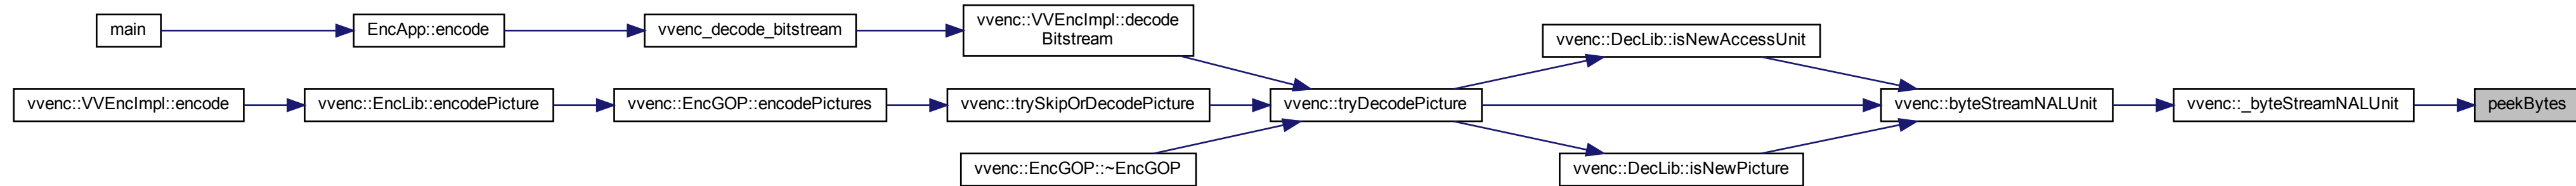 main
EncApp::encode
vvenc_decode_bitstream
vvenc::VVEncImpl::decode
Bitstream
vvenc::DecLib::isNewAccessUnit
vvenc::VVEncImpl::encode
vvenc::EncLib::encodePicture
vvenc::EncGOP::encodePictures
vvenc::trySkipOrDecodePicture
vvenc::tryDecodePicture
vvenc::byteStreamNALUnit
vvenc::_byteStreamNALUnit
peekBytes
vvenc::EncGOP::~EncGOP
vvenc::DecLib::isNewPicture